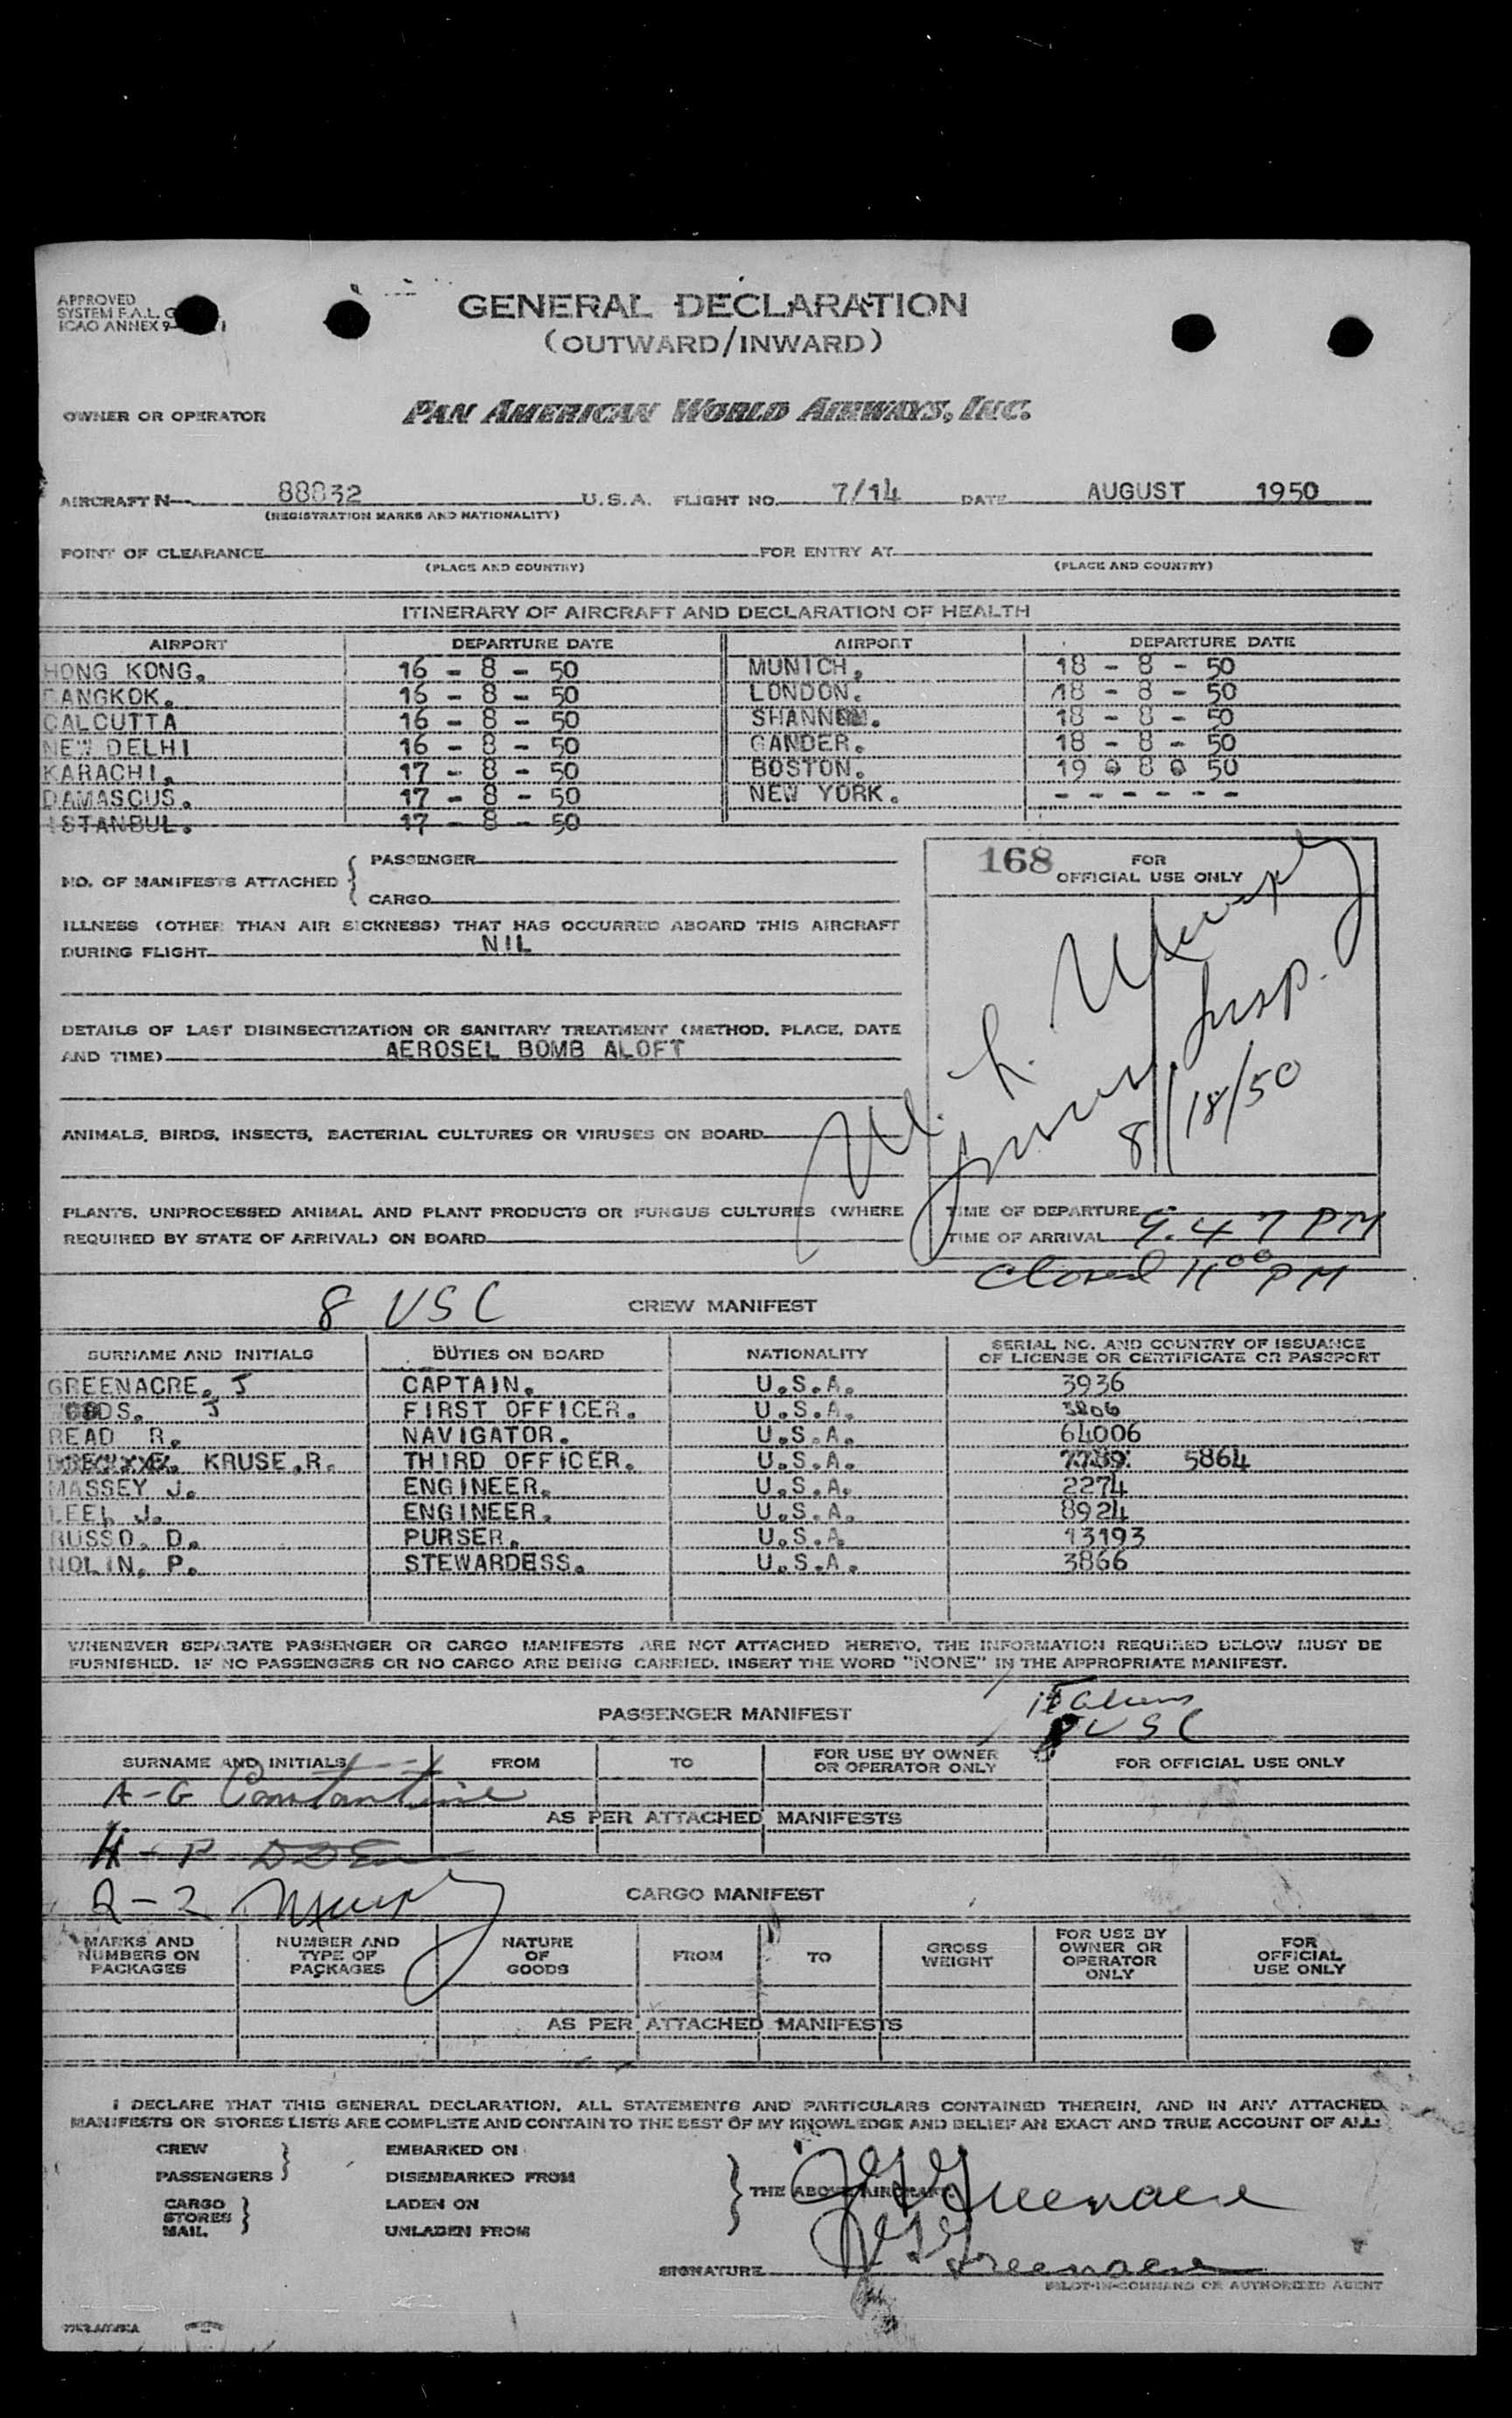 APPROVED
SYSTEM F.A.L.
ICAO ANNEX 9
GENERAL DECLARATION
(OUTWARD/INWARD)
OWNER OR OPERATOR PAN AMERICAN WORLD AIRWAYS, INC.
AIRCRAFT N 88832 U.S.A. FLIGHT NO. 7/14 DATE AUGUST 1950
(REGISTRATION MARKS AND NATIONALITY)
POINT OF CLEARANCE FOR ENTRY AT
(PLACE AND COUNTRY) (PLACE AND COUNTRY)
ITINERARY OF AIRCRAFT AND DECLARATION OF HEALTH
AIRPORT DEPARTURE DATE AIRPORT DEPARTURE DATE
HONG KONG. 16 - 8 - 50 MUNICH. 18 - 8 - 50
BANGKOK. 16 - 8 - 50 LONDON. 18 - 8 - 50
CALCUTTA 16 - 8 - 50 SHANNON. 18 - 8 - 50
NEW DELHI 16 - 8 - 50 GANDER. 18 - 8 - 50
KARACHI. 17 - 8 - 50 BOSTON. 19 - 8 - 50
DAMASCUS. 17 - 8 - 50 NEW YORK. - - - - - -
ISTANBUL. 17 - 8 - 50
168 FOR
OFFICIAL USE ONLY
NO. OF MANIFESTS ATTACHED { PASSENGER
CARGO
ILLNESS (OTHER THAN AIR SICKNESS) THAT HAS OCCURRED ABOARD THIS AIRCRAFT
DURING FLIGHT NIL
DETAILS OF LAST DISINSECTIZATION OR SANITARY TREATMENT (METHOD, PLACE, DATE
AND TIME) AEROSEL BOMB ALOFT
W. L. Murphy
Insp.
8/18/50
ANIMALS, BIRDS, INSECTS, BACTERIAL CULTURES OR VIRUSES ON BOARD
PLANTS, UNPROCESSED ANIMAL AND PLANT PRODUCTS OR FUNGUS CULTURES (WHERE
REQUIRED BY STATE OF ARRIVAL) ON BOARD
TIME OF DEPARTURE
TIME OF ARRIVAL 9.47 PM
Closed 11 00 PM
8 USC CREW MANIFEST
SURNAME AND INITIALS DUTIES ON BOARD NATIONALITY SERIAL NO. AND COUNTRY OF ISSUANCE
OF LICENSE OR CERTIFICATE OR PASSPORT
GREENACRE. J CAPTAIN. U.S.A. 3936
WOODS. J FIRST OFFICER. U.S.A. 3806
READ R. NAVIGATOR. U.S.A. 64006
KRUSE.R. THIRD OFFICER. U.S.A. 5864
MASSEY J. ENGINEER. U.S.A. 2274
LEE, J. ENGINEER. U.S.A. 8924
RUSSO. D. PURSER. U.S.A 13193
NOLIN. P. STEWARDESS. U.S.A. 3866
WHENEVER SEPARATE PASSENGER OR CARGO MANIFESTS ARE NOT ATTACHED HERETO, THE INFORMATION REQUIRED BELOW MUST BE
FURNISHED. IF NO PASSENGERS OR NO CARGO ARE BEING CARRIED, INSERT THE WORD "NONE" IN THE APPROPRIATE MANIFEST.
PASSENGER MANIFEST
USC
SURNAME AND INITIALS FROM TO FOR USE BY OWNER
OR OPERATOR ONLY FOR OFFICIAL USE ONLY
A-G Constantine
AS PER ATTACHED MANIFESTS
H - P
Q-Z Murphy
CARGO MANIFEST
MARKS AND
NUMBERS ON
PACKAGES NUMBER AND
TYPE OF
PACKAGES NATURE
OF
GOODS FROM TO GROSS
WEIGHT FOR USE BY
OWNER OR
OPERATOR
ONLY FOR
OFFICIAL
USE ONLY
AS PER ATTACHED MANIFESTS
I DECLARE THAT THIS GENERAL DECLARATION, ALL STATEMENTS AND PARTICULARS CONTAINED THEREIN, AND IN ANY ATTACHED
MANIFESTS OR STORES LISTS ARE COMPLETE AND CONTAIN TO THE BEST OF MY KNOWLEDGE AND BELIEF AN EXACT AND TRUE ACCOUNT OF ALL:
CREW EMBARKED ON
PASSENGERS DISEMBARKED FROM
CARGO LADEN ON
STORES
MAIL UNLADEN FROM
THE ABOVE AIRCRAFT.
J G Greenacre
SIGNATURE J G Greenacre
PILOT-IN-COMMAND OR AUTHORIZED AGENT